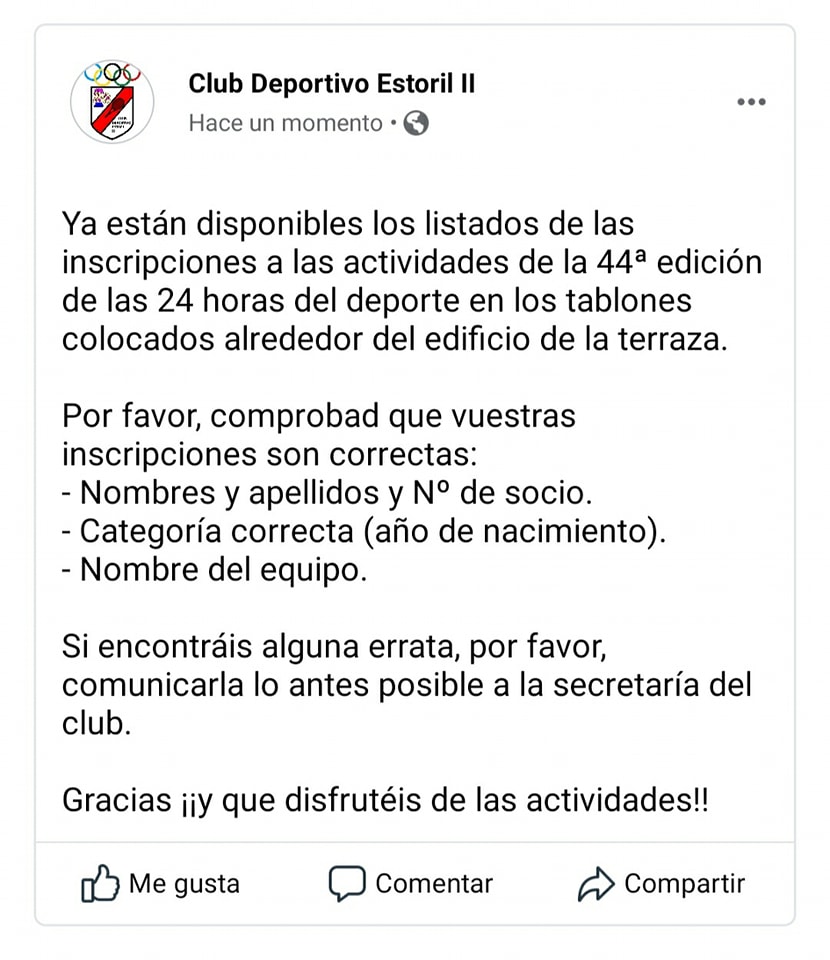 Club Deportivo Estoril II
Hace un momento •
Ya están disponibles los listados de las
inscripciones a las actividades de la 44ª edición
de las 24 horas del deporte en los tablones
colocados alrededor del edificio de la terraza.
Por favor, comprobad que vuestras
inscripciones son correctas:
- Nombres y apellidos y Nº de socio.
- Categoría correcta (año de nacimiento).
- Nombre del equipo.
Si encontráis alguna errata, por favor,
comunicarla lo antes posible a la secretaría del
club.
Gracias ¡¡y que disfrutéis de las actividades!!
Me gusta
Comentar
Compartir